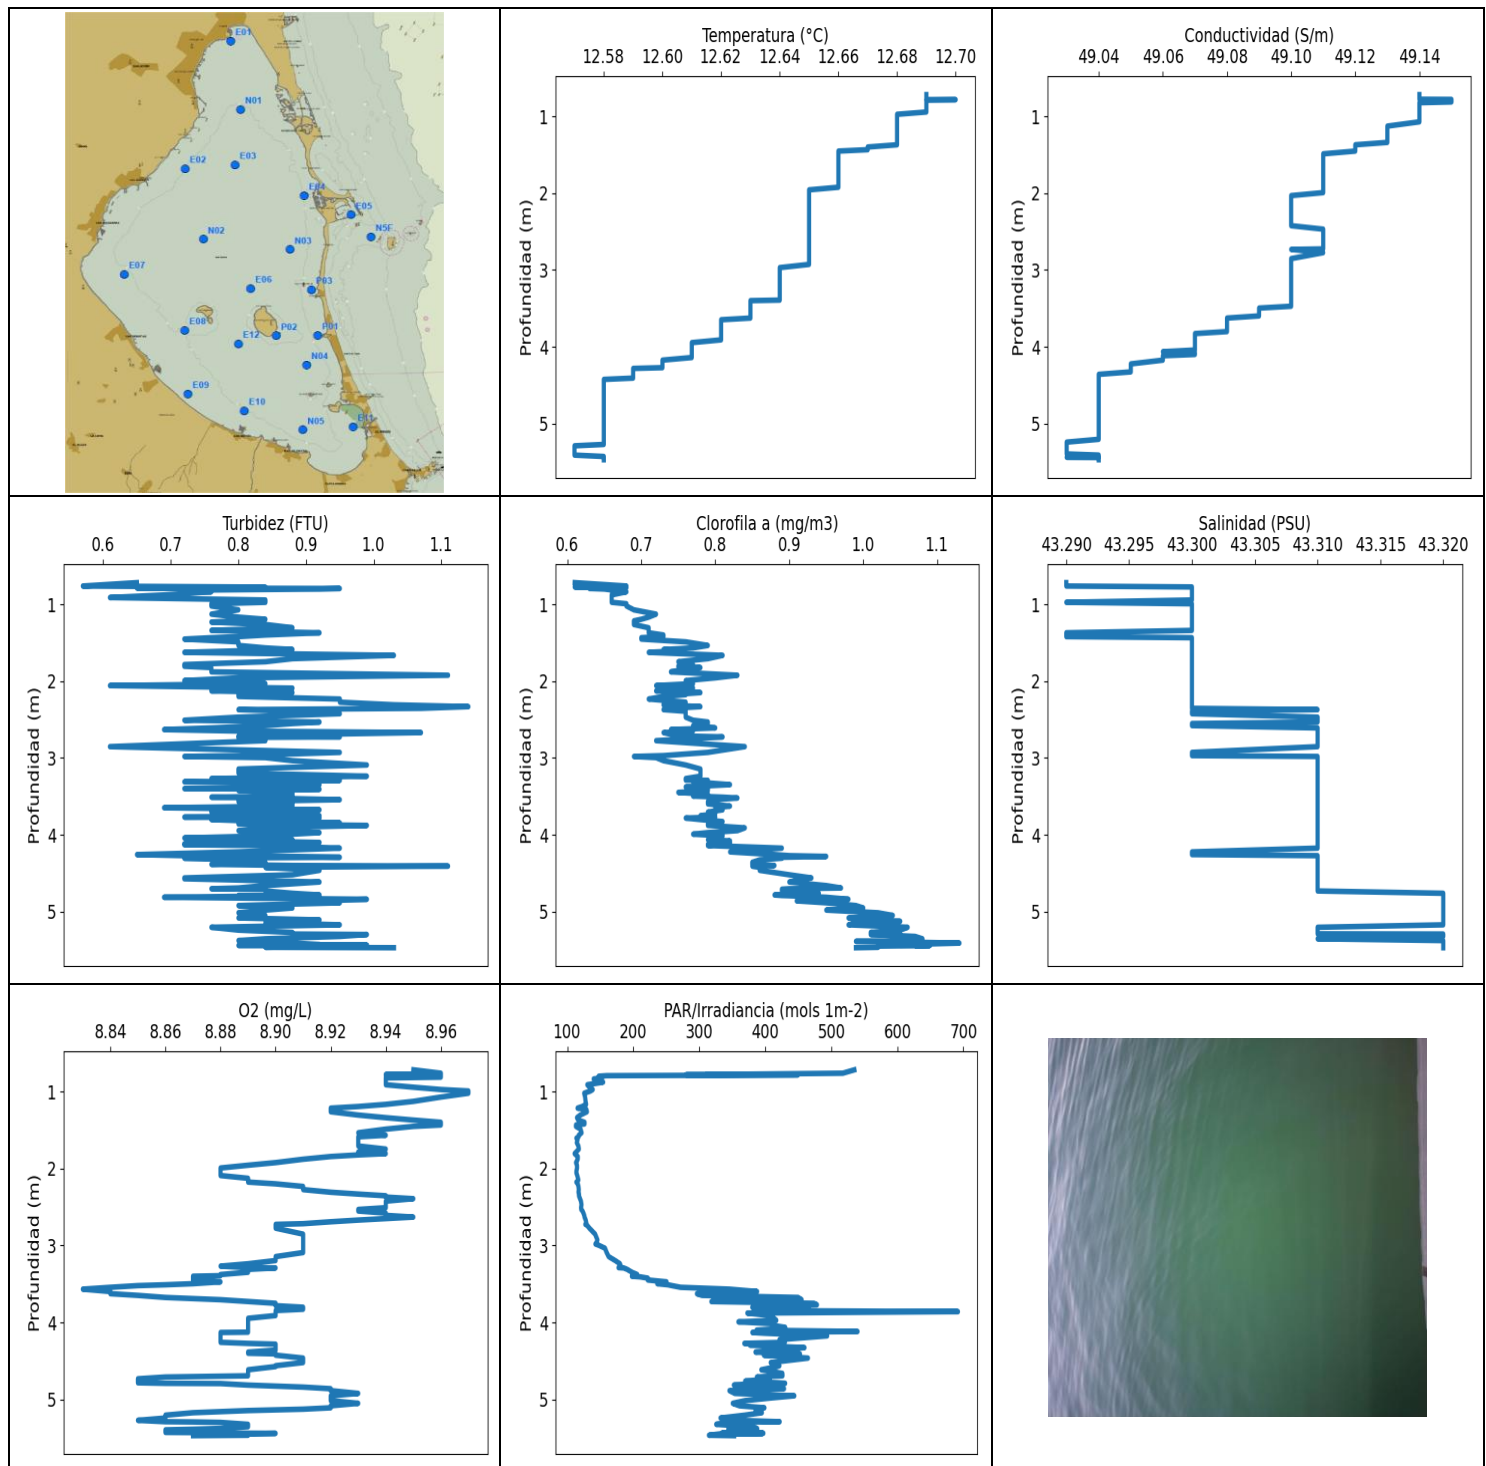 E01
N01
E02
E03
E04
E05
N5F
N02
N03
E07
E06
P03
E08
P02
P01
E12
N04
E09
E10
N05
E11
Temperatura (°C)
12.58 12.60 12.62 12.64 12.66 12.68 12.70
Profundidad (m)
1
2
3
4
5
Conductividad (S/m)
49.04 49.06 49.08 49.10 49.12 49.14
Profundidad (m)
1
2
3
4
5
Turbidez (FTU)
0.6 0.7 0.8 0.9 1.0 1.1
Profundidad (m)
1
2
3
4
5
Clorofila a (mg/m3)
0.6 0.7 0.8 0.9 1.0 1.1
Profundidad (m)
1
2
3
4
5
Salinidad (PSU)
43.290 43.295 43.300 43.305 43.310 43.315 43.320
Profundidad (m)
1
2
3
4
5
O2 (mg/L)
8.84 8.86 8.88 8.90 8.92 8.94 8.96
Profundidad (m)
1
2
3
4
5
PAR/Irradiancia (mols 1m-2)
100 200 300 400 500 600 700
Profundidad (m)
1
2
3
4
5